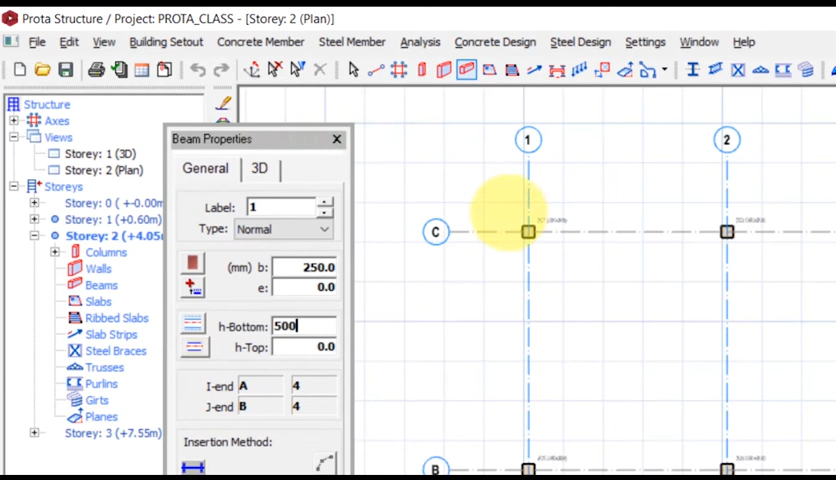 Prota Structure / Project: PROTA_CLASS - [Storey: 2 (Plan)]
File Edit View Building Setout Concrete Member Steel Member Analysis Concrete Design Steel Design Settings Window Help
Structure
Axes
Views
Storey: 1 (3D)
Storey: 2 (Plan)
Storeys
Storey: 0 (+-0.00m
Storey: 1 (+0.60m)
Storey: 2 (+4.05m
Columns
Walls
Beams
Slabs
Ribbed Slabs
Slab Strips
Steel Braces
Trusses
Purlins
Girts
Planes
Storey: 3 (+7.55m)
Beam Properties
General 3D
Label: 1
Type: Normal
(mm) b: 250.0
e: 0.0
h-Bottom: 500
h-Top: 0.0
I-end A 4
J-end B 4
Insertion Method:
1 2
C
B